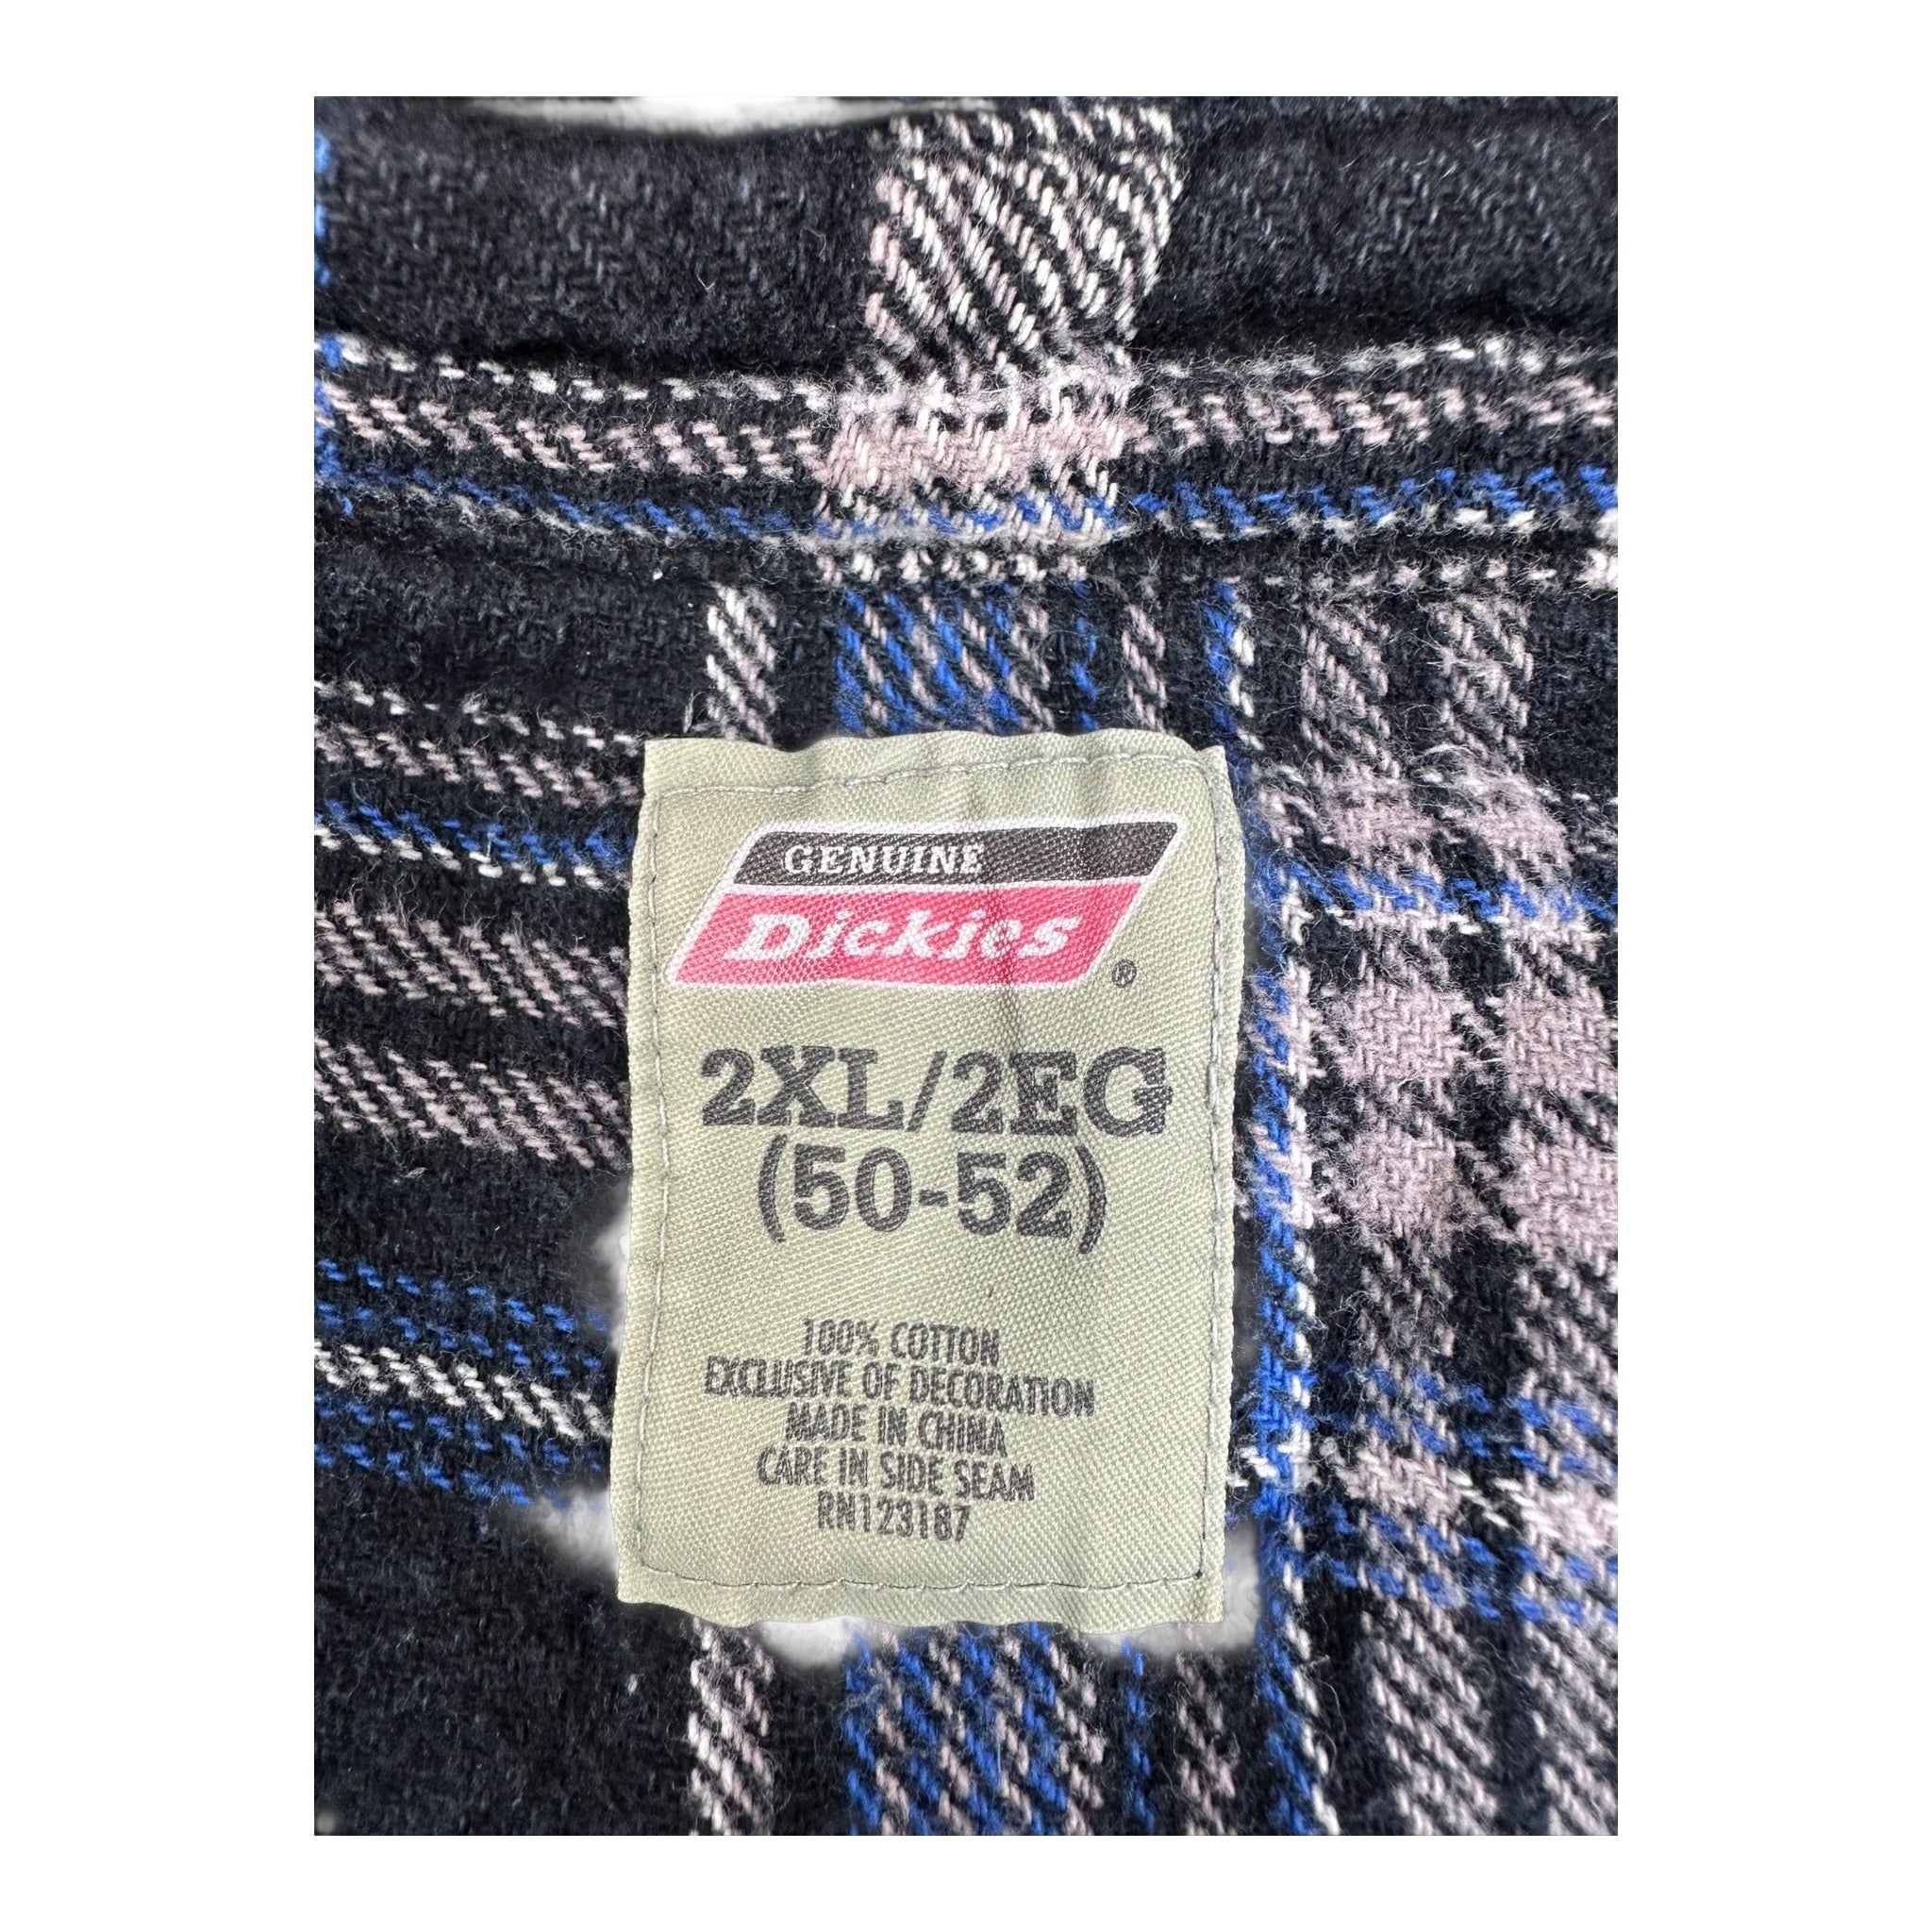 GENUINE
Dickies
®
2XL/2EG
(50-52)
100% COTTON
EXCLUSIVE OF DECORATION
MADE IN CHINA
CARE IN SIDE SEAM
RN123187